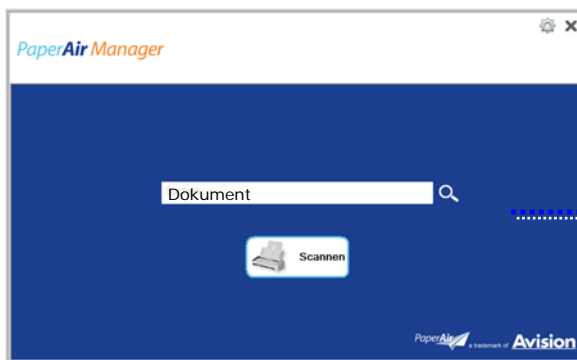 PaperAir Manager
Dokument
Scannen
PaperAir a trademark of Avision